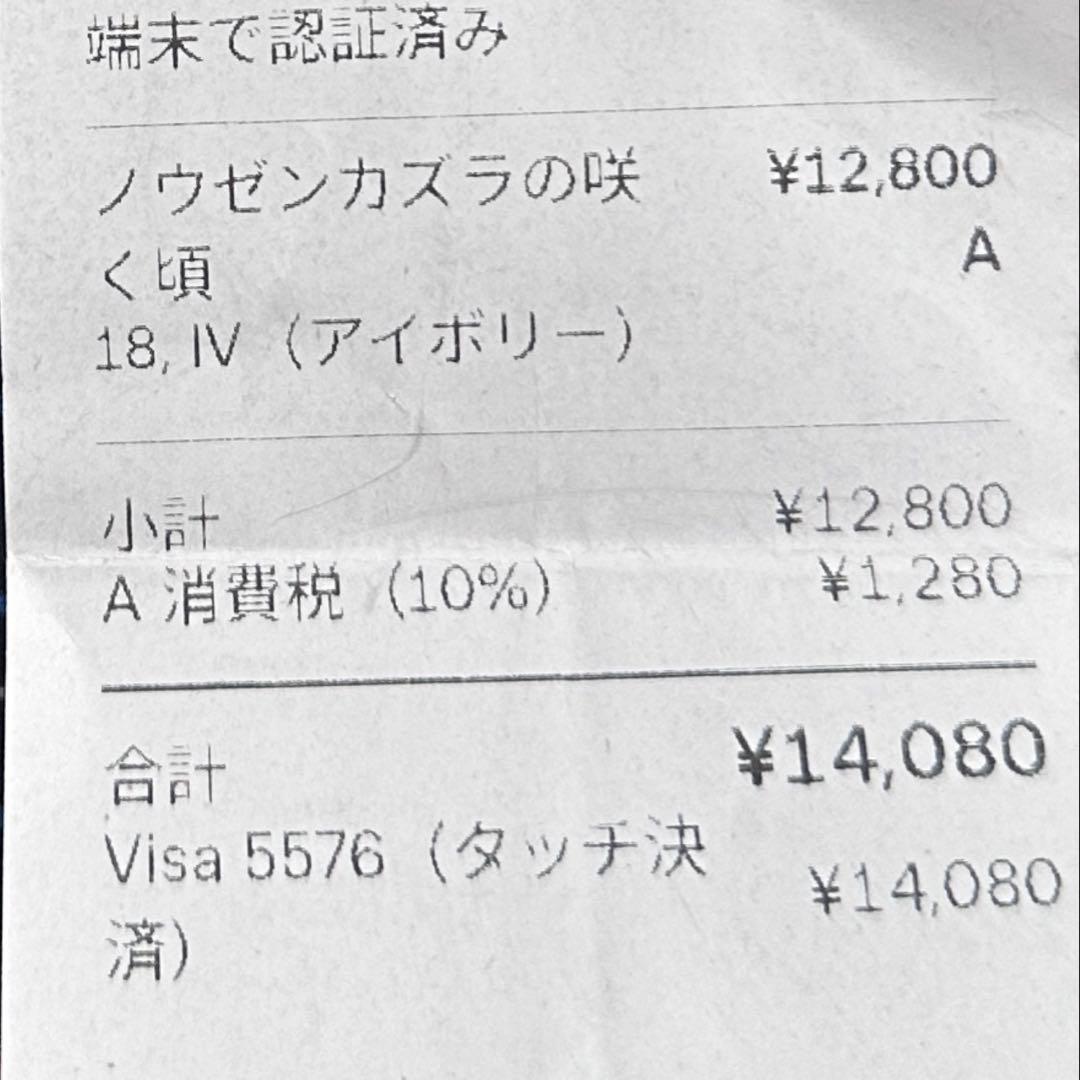 端末で認証済み
ノウゼンカズラの咲 ¥12,800
く頃 A
18, IV（アイボリー）
小計 ¥12,800
A 消費税（10%） ¥1,280
合計 ¥14,080
Visa 5576（タッチ決 ¥14,080
済）